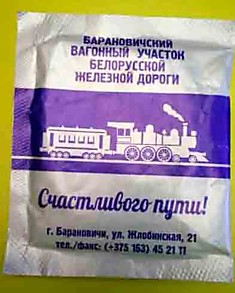 БАРАНОВИЧСКИЙ
ВАГОННЫЙ УЧАСТОК
БЕЛОРУССКОЙ
ЖЕЛЕЗНОЙ ДОРОГИ
Счастливого пути!
г. Барановичи, ул. Жлобинская, 21
тел./факс: (+375 163) 45 21 11